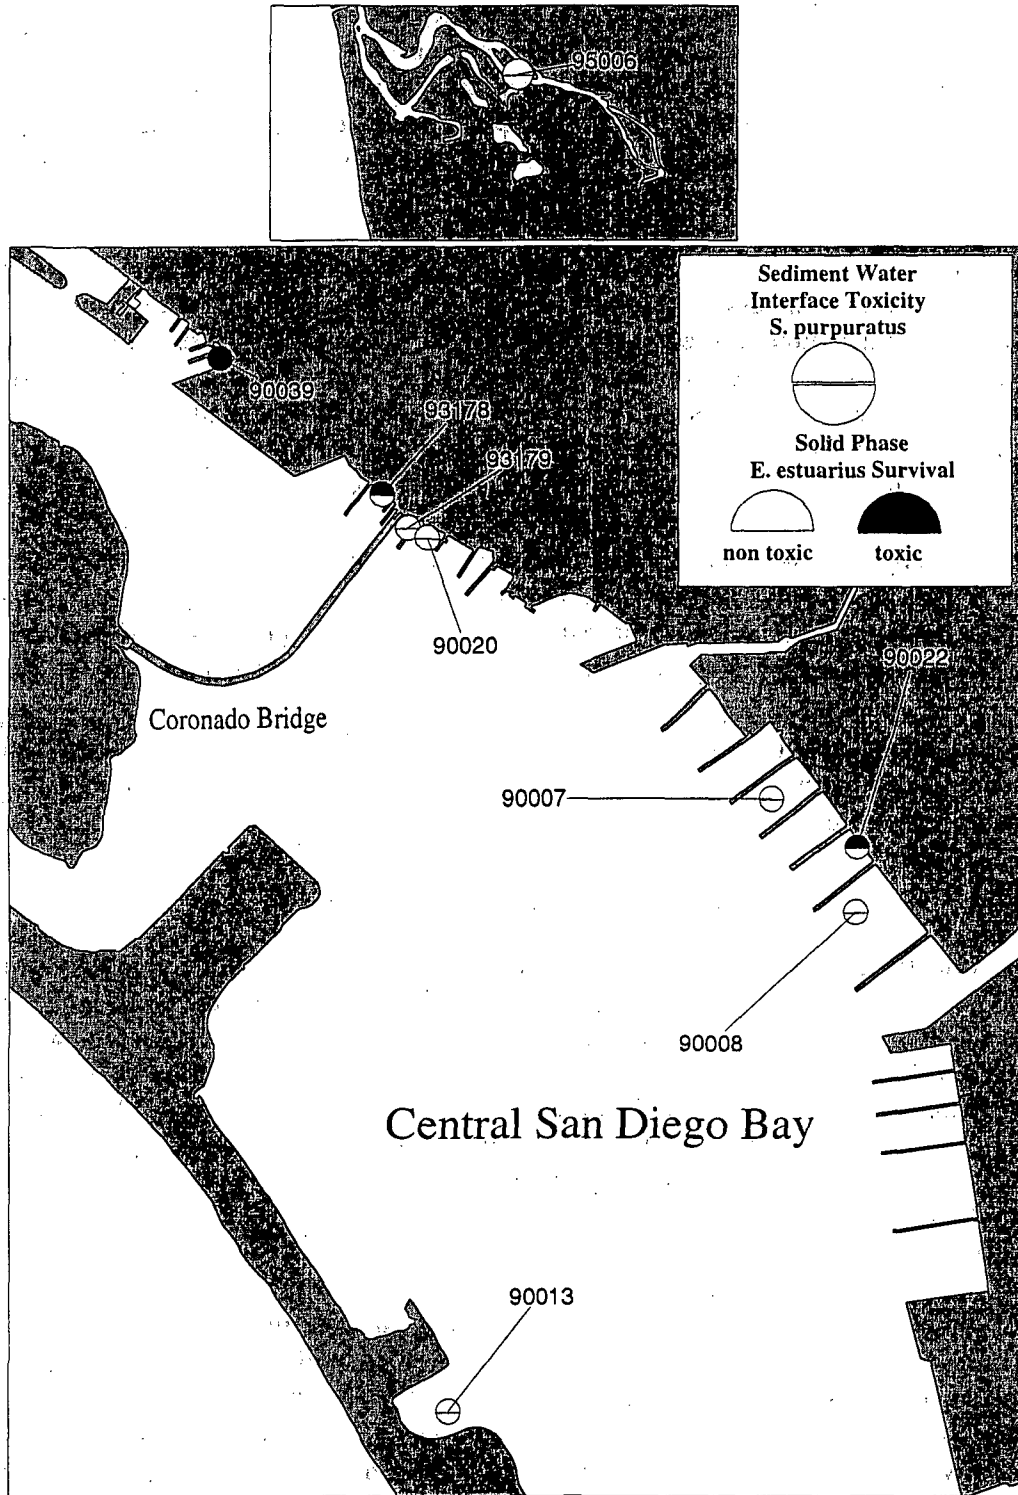 95006
Sediment Water
Interface Toxicity
S. purpuratus
Solid Phase
E. estuarius Survival
non toxic
toxic
90039
93178
93179
90020
90022
Coronado Bridge
90007
90008
Central San Diego Bay
90013